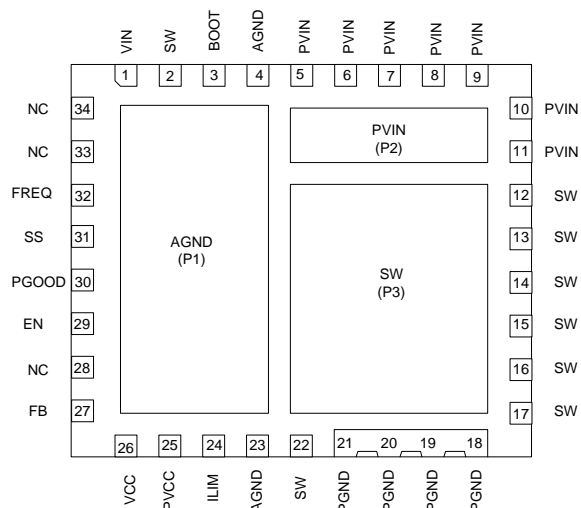 VIN SW BOOT AGND PVIN PVIN PVIN PVIN PVIN
1 2 3 4 5 6 7 8 9
NC 34 10 PVIN
NC 33 11 PVIN
FREQ 32 12 SW
SS 31 13 SW
PGOOD 30 14 SW
EN 29 15 SW
NC 28 16 SW
FB 27 17 SW
PVIN
(P2)
AGND
(P1)
SW
(P3)
26 25 24 23 22 21 20 19 18
VCC PVCC ILIM AGND SW PGND PGND PGND PGND